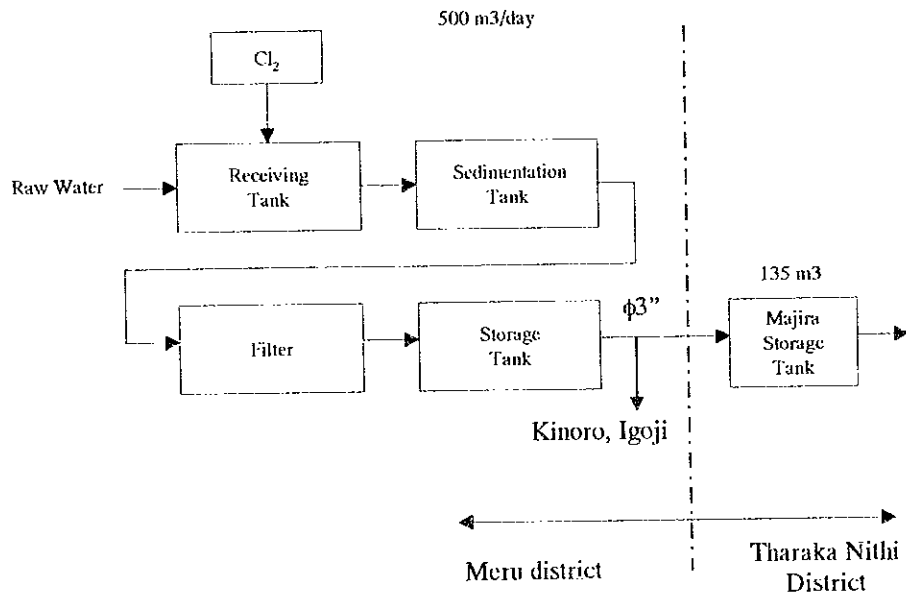 500 m3/day
Cl₂
Raw Water
Receiving
Tank
Sedimentation
Tank
135 m3
Filter
Storage
Tank
ϕ3”
Majira
Storage
Tank
Kinoro, Igoji
Meru district
Tharaka Nithi
District